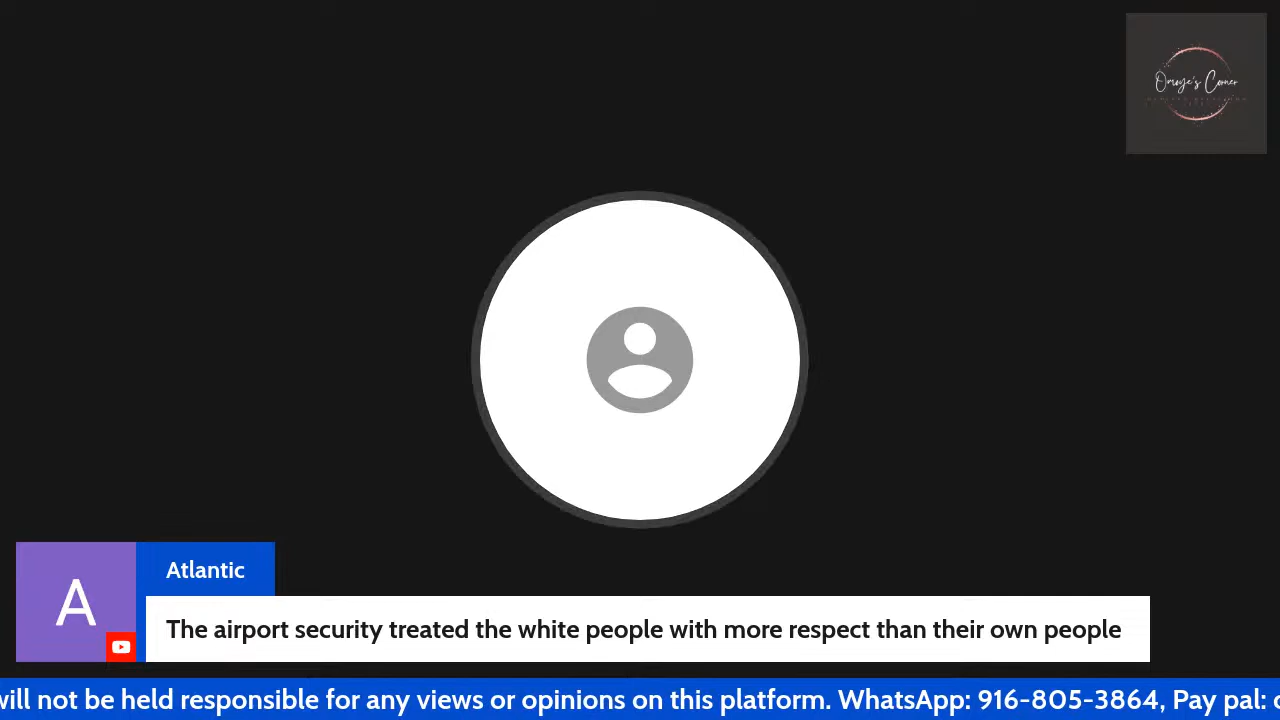 Omoye's Corner
A
Atlantic
The airport security treated the white people with more respect than their own people
will not be held responsible for any views or opinions on this platform. WhatsApp: 916-805-3864, Pay pal: